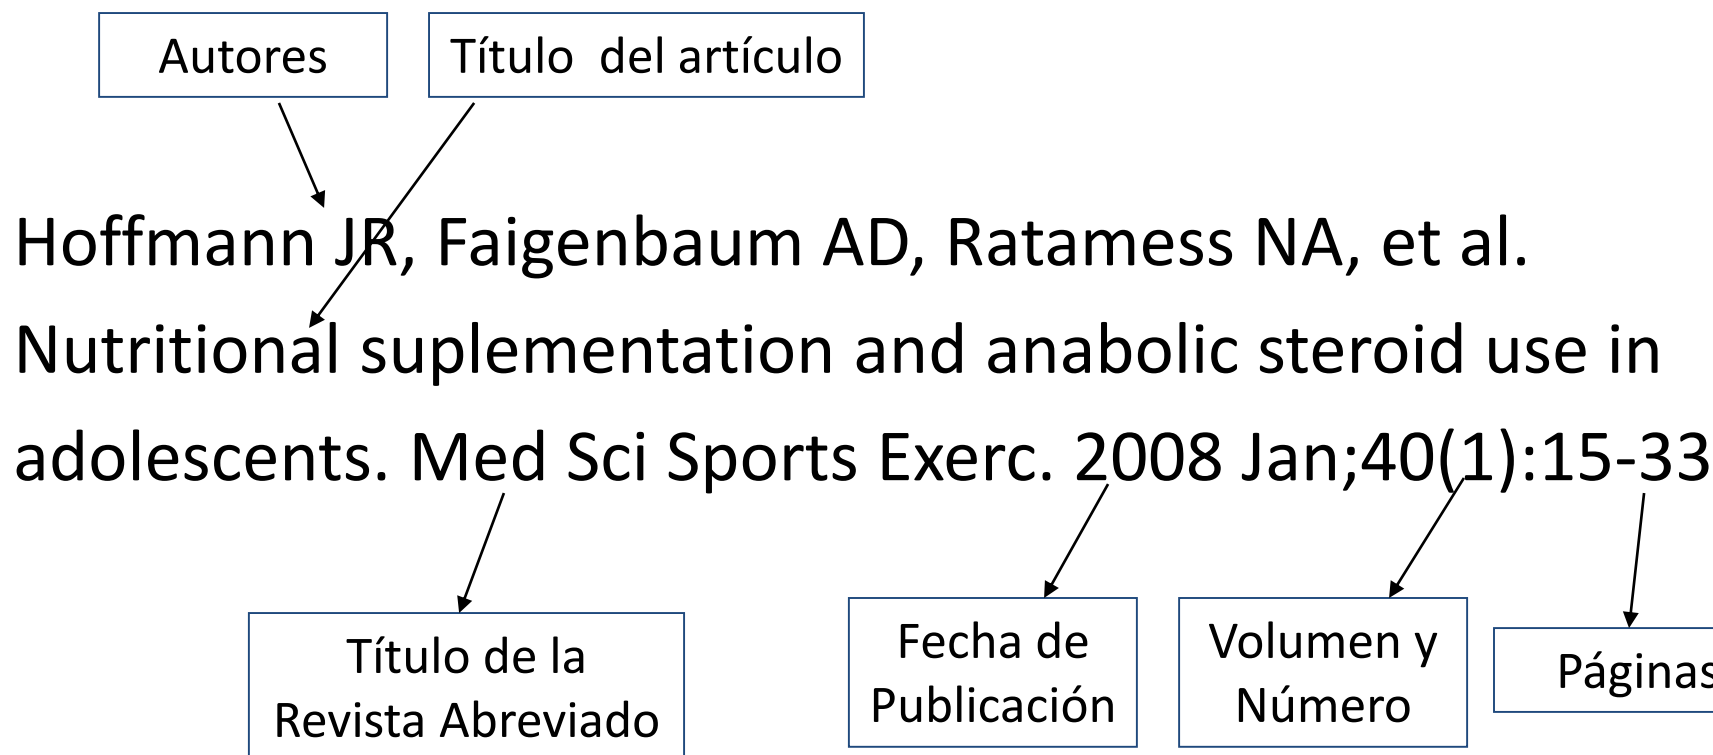 Autores
Título  del artículo
Hoffmann JR, Faigenbaum AD, Ratamess NA, et al.
Nutritional suplementation and anabolic steroid use in
adolescents. Med Sci Sports Exerc. 2008 Jan;40(1):15-33
Título de la
Revista Abreviado
Fecha de
Publicación
Volumen y
Número
Páginas